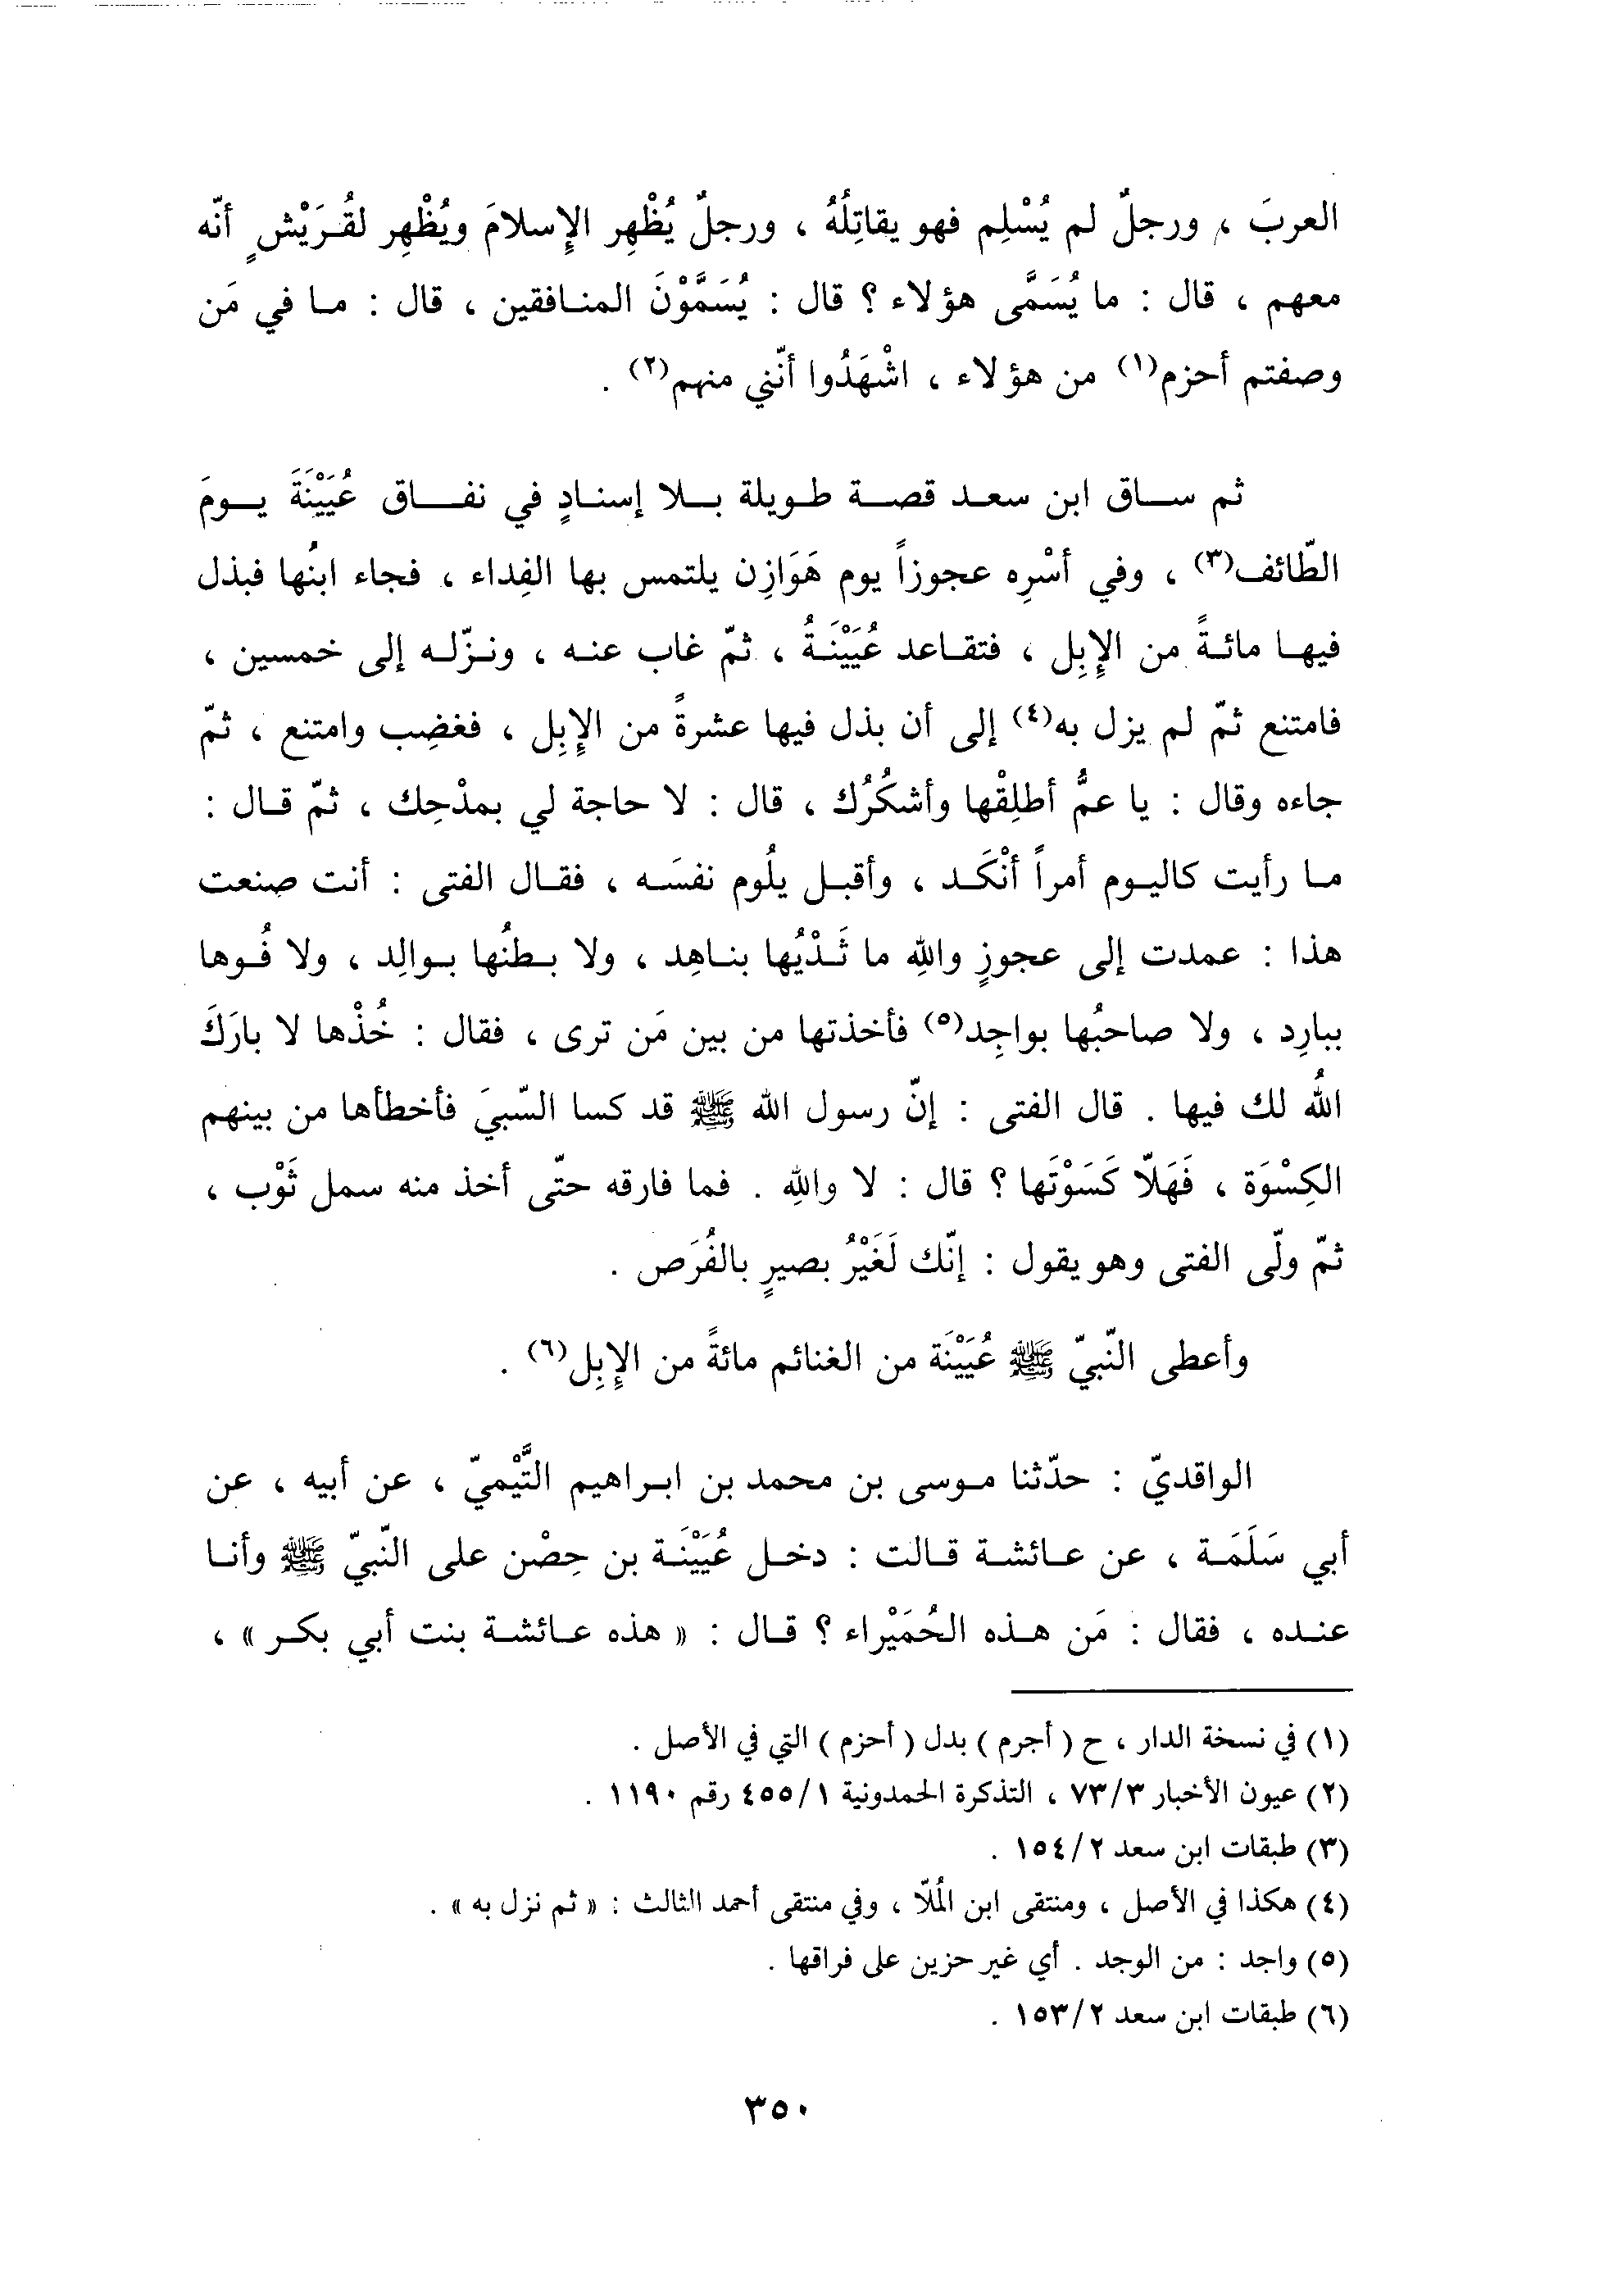 العربَ ، ورجلٌ لم يُسْلِم فهو يقاتِلُهُ ، ورجلٌ يُظْهِر الإِسلامَ ويُظْهِر لقُرَيْشٍ أنّه
معهم ، قال : ما يُسَمَّى هؤلاء ؟ قال : يُسَمَّوْنَ المنافقين ، قال : ما في مَن
وصفتم أحزم(١) من هؤلاء ، اشْهَدُوا أنّني منهم(٢) .
ثم ساق ابن سعد قصة طويلة بلا إسنادٍ في نفاق عُيَيْنَةَ يومَ
الطّائف(٣) ، وفي أسْرِه عجوزاً يوم هَوَازِن يلتمس بها الفِداء ، فجاء ابنُها فبذل
فيها مائةً من الإِبِل ، فتقاعد عُيَيْنَةُ ، ثمّ غاب عنه ، ونزّله إلى خمسين ،
فامتنع ثمّ لم يزل به(٤) إلى أن بذل فيها عشرةً من الإِبِل ، فغضِب وامتنع ، ثمّ
جاءه وقال : يا عمُّ أطلِقْها وأشكُرُك ، قال : لا حاجة لي بمدْحِك ، ثمّ قال :
ما رأيت كاليوم أمراً أنْكَد ، وأقبل يلُوم نفسَه ، فقال الفتى : أنت صنعت
هذا : عمدت إلى عجوزٍ واللهِ ما ثَدْيُها بناهِد ، ولا بطنُها بوالِد ، ولا فُوها
ببارِد ، ولا صاحبُها بواجِد(٥) فأخذتها من بين مَن ترى ، فقال : خُذْها لا بارَكَ
اللهُ لك فيها . قال الفتى : إنّ رسول الله ﷺ قد كسا السّبيَ فأخطأها من بينهم
الكِسْوَة ، فَهَلّا كَسَوْتَها ؟ قال : لا واللهِ . فما فارقه حتّى أخذ منه سمل ثَوْب ،
ثمّ ولّى الفتى وهو يقول : إنّك لَغَيْرُ بصيرٍ بالفُرَص .
وأعطى النّبيّ ﷺ عُيَيْنَة من الغنائم مائةً من الإِبِل(٦) .
الواقديّ : حدّثنا موسى بن محمد بن ابراهيم التَّيْميّ ، عن أبيه ، عن
أبي سَلَمَة ، عن عائشة قالت : دخل عُيَيْنَة بن حِصْن على النّبيّ ﷺ وأنا
عنده ، فقال : مَن هذه الحُمَيْراء ؟ قال : « هذه عائشة بنت أبي بكر » ،
(١) في نسخة الدار ، ح ( أجرم ) بدل ( أحزم ) التي في الأصل .
(٢) عيون الأخبار ٧٣/٣ ، التذكرة الحمدونية ٤٥٥/١ رقم ١١٩٠ .
(٣) طبقات ابن سعد ١٥٤/٢ .
(٤) هكذا في الأصل ، ومنتقى ابن المُلّا ، وفي منتقى أحمد الثالث : « ثم نزل به » .
(٥) واجد : من الوجد . أي غير حزين على فراقها .
(٦) طبقات ابن سعد ١٥٣/٢ .
٣٥٠